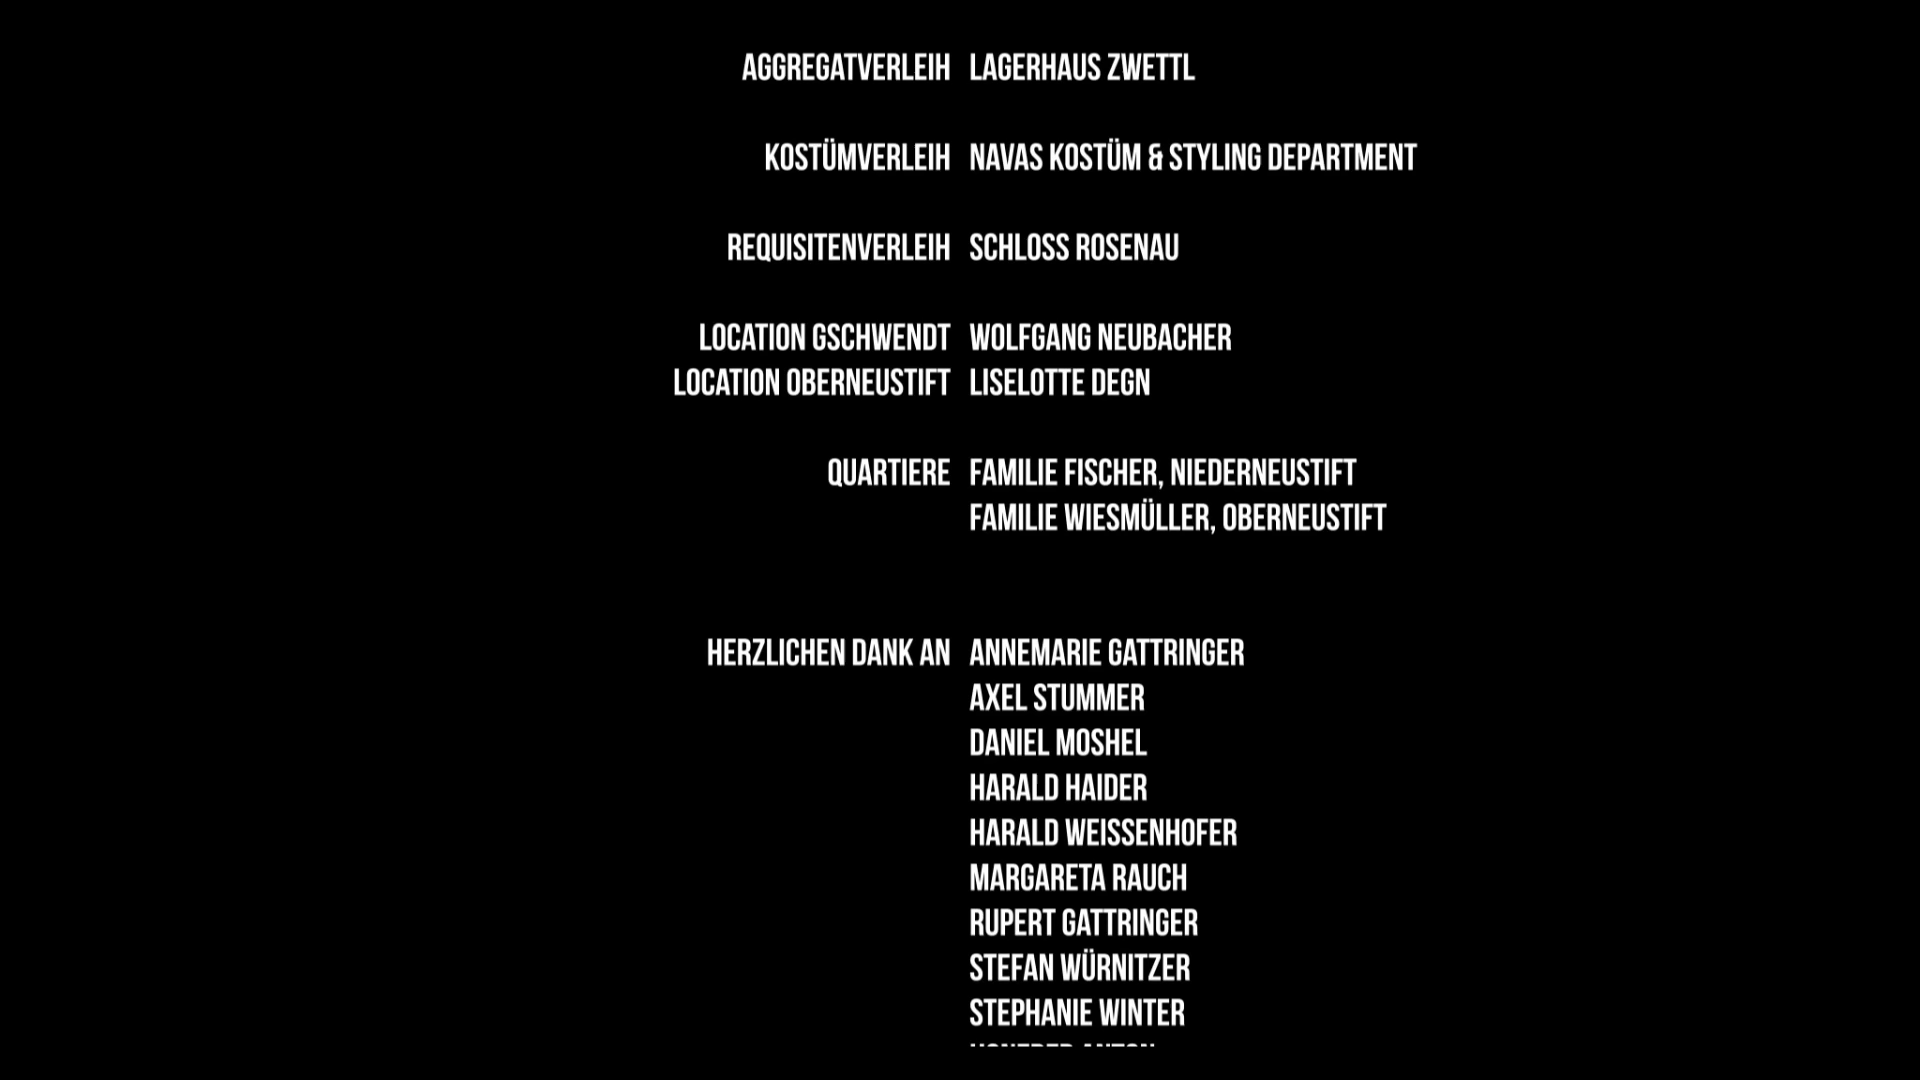 AGGREGATVERLEIH LAGERHAUS ZWETTL
KOSTÜMVERLEIH NAVAS KOSTÜM & STYLING DEPARTMENT
REQUISITENVERLEIH SCHLOSS ROSENAU
LOCATION GSCHWENDT WOLFGANG NEUBACHER
LOCATION OBERNEUSTIFT LISELOTTE DEGN
QUARTIERE FAMILIE FISCHER, NIEDERNEUSTIFT
FAMILIE WIESMÜLLER, OBERNEUSTIFT
HERZLICHEN DANK AN ANNEMARIE GATTRINGER
AXEL STUMMER
DANIEL MOSHEL
HARALD HAIDER
HARALD WEISSENHOFER
MARGARETA RAUCH
RUPERT GATTRINGER
STEFAN WÜRNITZER
STEPHANIE WINTER